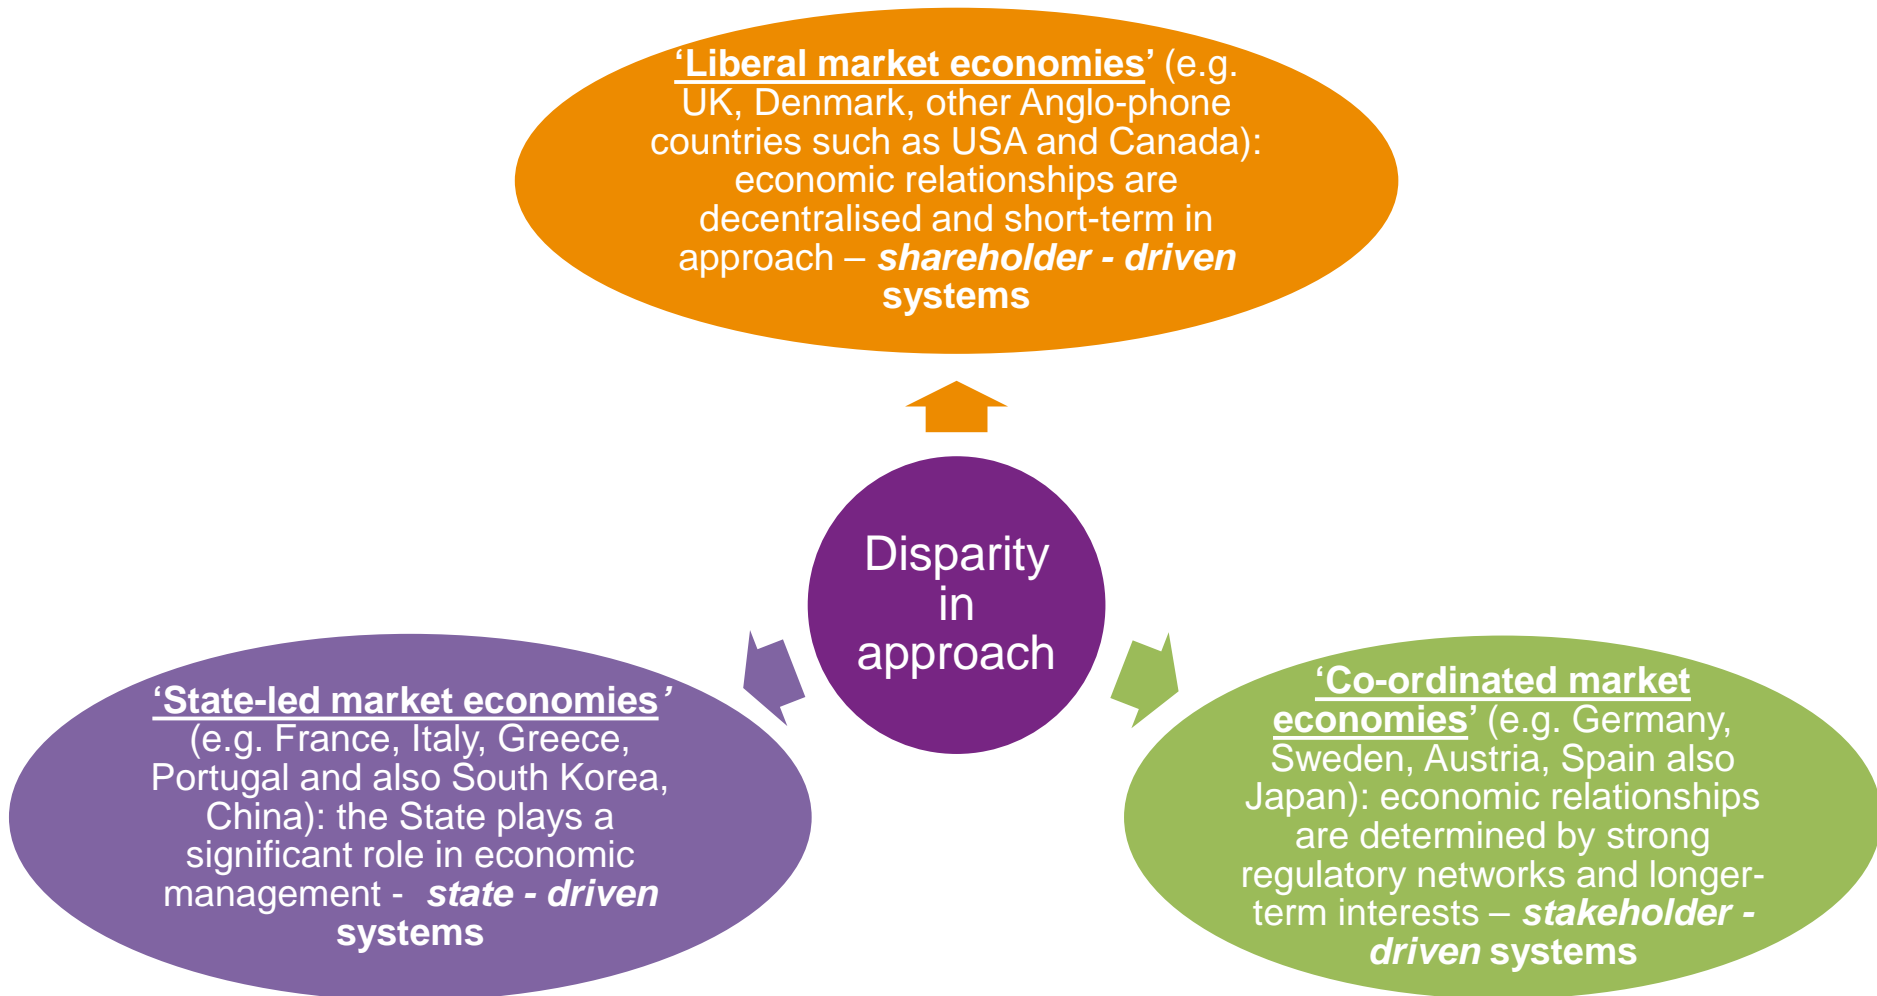 ‘Liberal market economies’ (e.g.
UK, Denmark, other Anglo-phone
countries such as USA and Canada):
economic relationships are
decentralised and short-term in
approach – shareholder - driven
systems
Disparity
in
approach
‘State-led market economies’
(e.g. France, Italy, Greece,
Portugal and also South Korea,
China): the State plays a
significant role in economic
management - state - driven
systems
‘Co-ordinated market
economies’ (e.g. Germany,
Sweden, Austria, Spain also
Japan): economic relationships
are determined by strong
regulatory networks and longer-
term interests – stakeholder -
driven systems